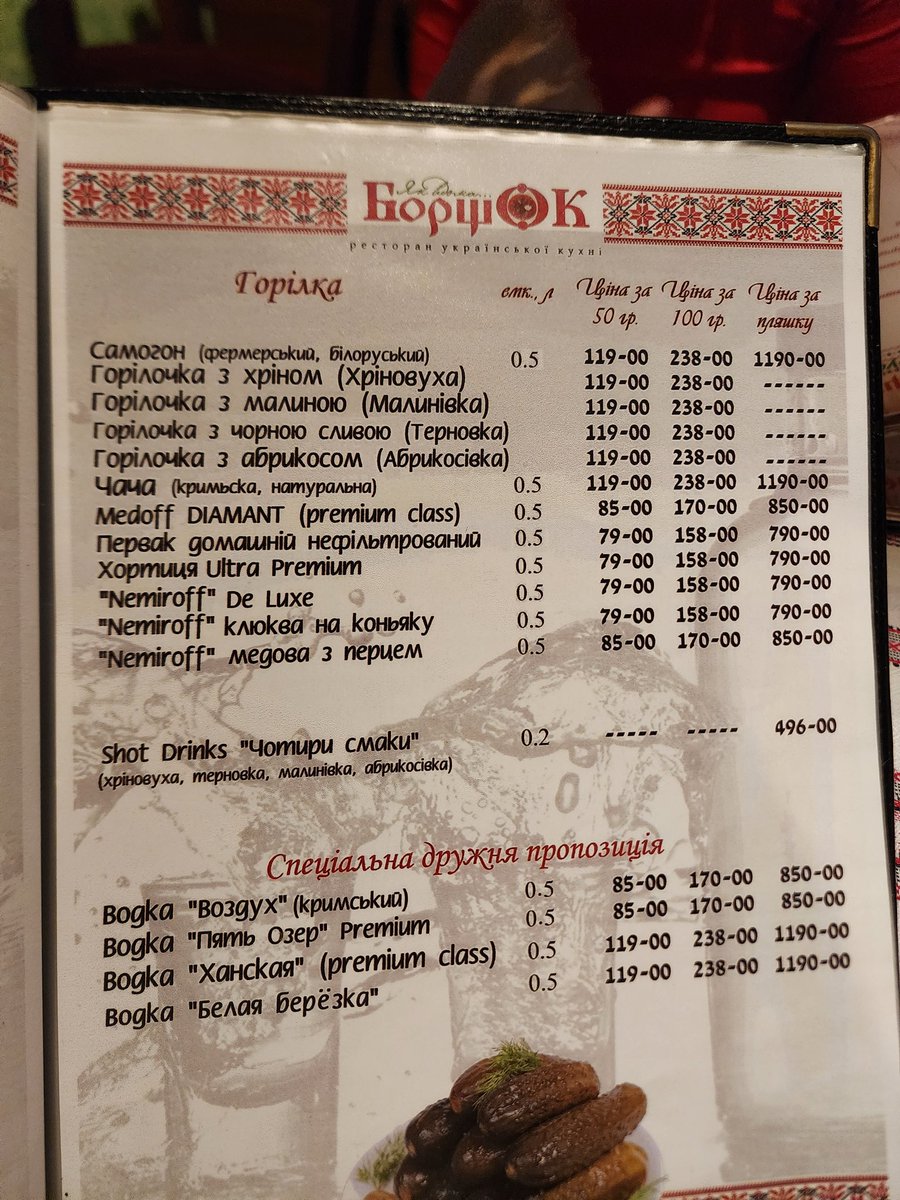 Як вдома...
БорщОК
ресторан української кухні
Горілка емк., л Ціна за 50 гр. Ціна за 100 гр. Ціна за пляшку
Самогон (фермерський, білоруський) 0.5 119-00 238-00 1190-00
Горілочка з хріном (Хріновуха) 119-00 238-00 ------
Горілочка з малиною (Малинівка) 119-00 238-00 ------
Горілочка з чорною сливою (Терновка) 119-00 238-00 ------
Горілочка з абрикосом (Абрикосівка) 119-00 238-00 ------
Чача (кримьска, натуральна) 0.5 119-00 238-00 1190-00
Medoff DIAMANT (premium class) 0.5 85-00 170-00 850-00
Первак домашній нефільтрований 0.5 79-00 158-00 790-00
Хортиця Ultra Premium 0.5 79-00 158-00 790-00
"Nemiroff" De Luxe 0.5 79-00 158-00 790-00
"Nemiroff" клюква на коньяку 0.5 79-00 158-00 790-00
"Nemiroff" медова з перцем 0.5 85-00 170-00 850-00
Shot Drinks "Чотири смаки" 0.2 ----- ----- 496-00
(хріновуха, терновка, малинівка, абрикосівка)
Спеціальна дружня пропозиція
Водка "Воздух" (кримський) 0.5 85-00 170-00 850-00
Водка "Пять Озер" Premium 0.5 85-00 170-00 850-00
Водка "Ханская" (premium class) 0.5 119-00 238-00 1190-00
Водка "Белая берёзка" 0.5 119-00 238-00 1190-00